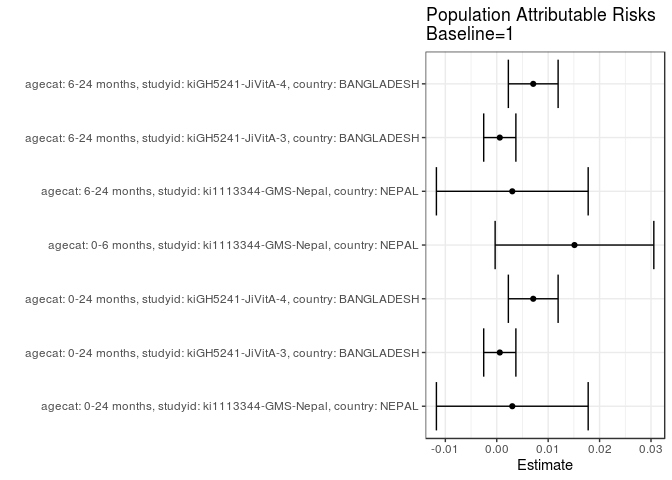 Population Attributable Risks
Baseline=1
agecat: 6-24 months, studyid: kiGH5241-JiVitA-4, country: BANGLADESH
agecat: 6-24 months, studyid: kiGH5241-JiVitA-3, country: BANGLADESH
agecat: 6-24 months, studyid: ki1113344-GMS-Nepal, country: NEPAL
agecat: 0-6 months, studyid: ki1113344-GMS-Nepal, country: NEPAL
agecat: 0-24 months, studyid: kiGH5241-JiVitA-4, country: BANGLADESH
agecat: 0-24 months, studyid: kiGH5241-JiVitA-3, country: BANGLADESH
agecat: 0-24 months, studyid: ki1113344-GMS-Nepal, country: NEPAL
-0.01 0.00 0.01 0.02 0.03
Estimate